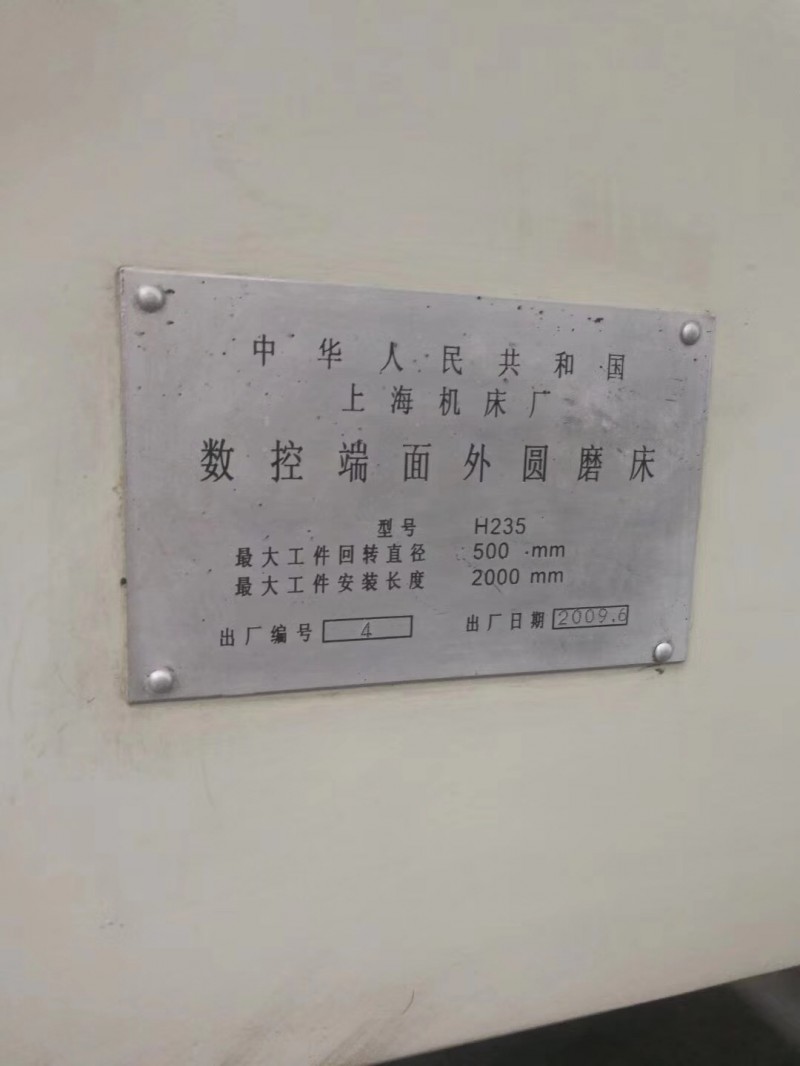 中华人民共和国
上海机床厂
数控端面外圆磨床
型号 H235
最大工件回转直径 500 mm
最大工件安装长度 2000 mm
出厂编号 4 出厂日期 2009.6